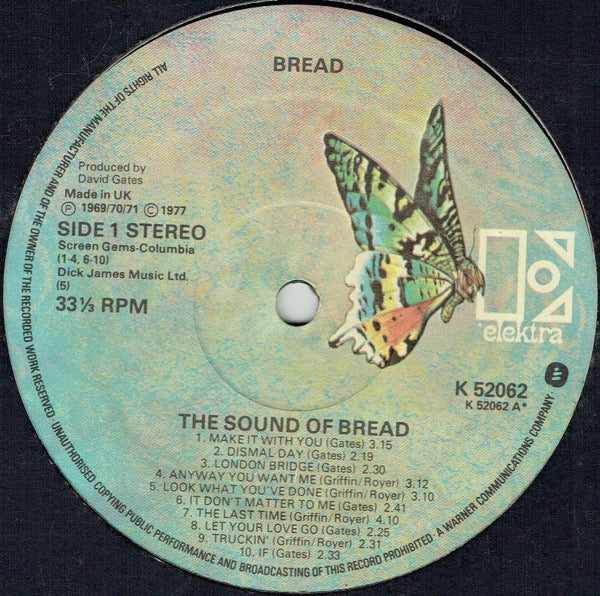 BREAD
Produced by
David Gates
Made in UK
Ⓟ 1969/70/71 © 1977
SIDE 1 STEREO
Screen Gems-Columbia
(1-4, 6-10)
Dick James Music Ltd.
(5)
33⅓ RPM
elektra
K 52062
K 52062 A*
THE SOUND OF BREAD
1. MAKE IT WITH YOU (Gates) 3.15
2. DISMAL DAY (Gates) 2.19
3. LONDON BRIDGE (Gates) 2.30
4. ANYWAY YOU WANT ME (Griffin/Royer) 3.12
5. LOOK WHAT YOU'VE DONE (Griffin/Royer) 3.10
6. IT DON'T MATTER TO ME (Gates) 2.41
7. THE LAST TIME (Griffin/Royer) 4.10
8. LET YOUR LOVE GO (Gates) 2.25
9. TRUCKIN' (Griffin/Royer) 2.31
10. IF (Gates) 2.33
ALL RIGHTS OF THE MANUFACTURER AND OF THE OWNER OF THE RECORDED WORK RESERVED · UNAUTHORISED COPYING PUBLIC PERFORMANCE AND BROADCASTING OF THIS RECORD PROHIBITED · A WARNER COMMUNICATIONS COMPANY